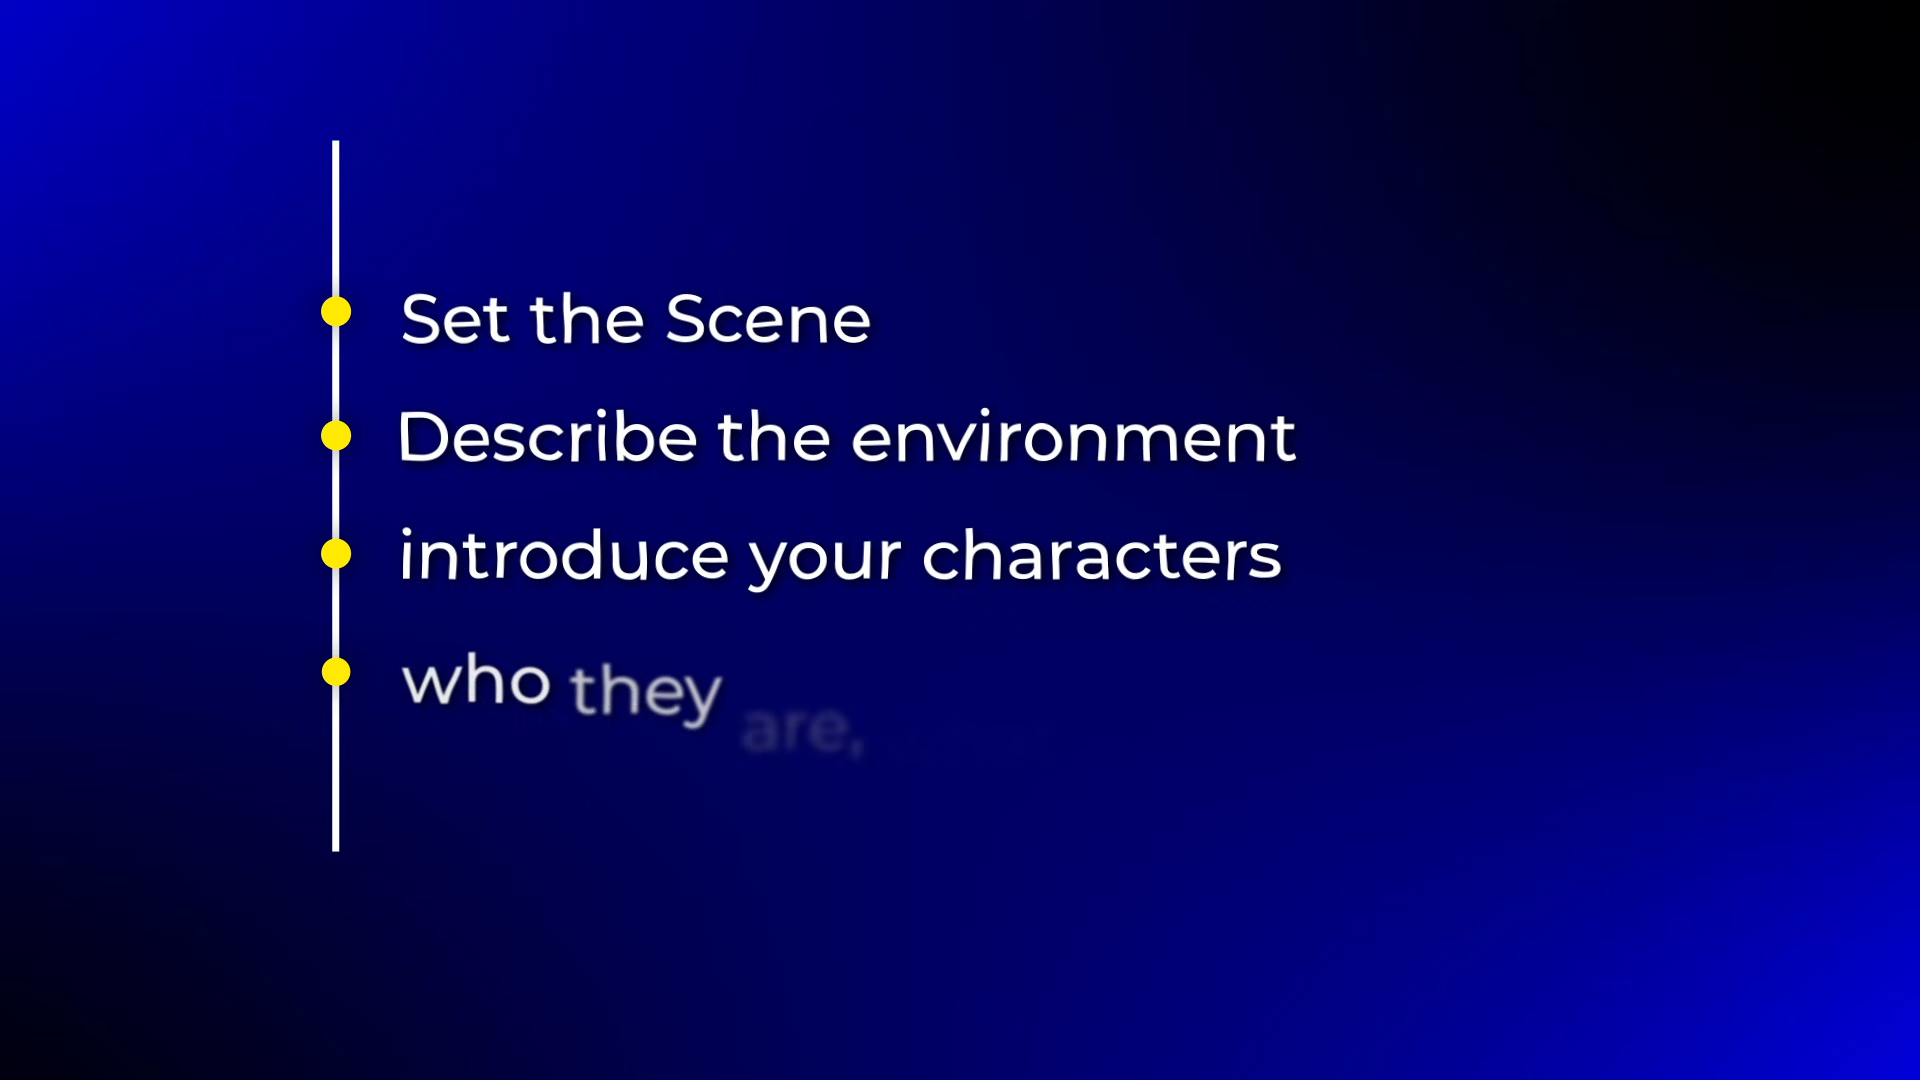 Set the Scene
Describe the environment
introduce your characters
who they are,